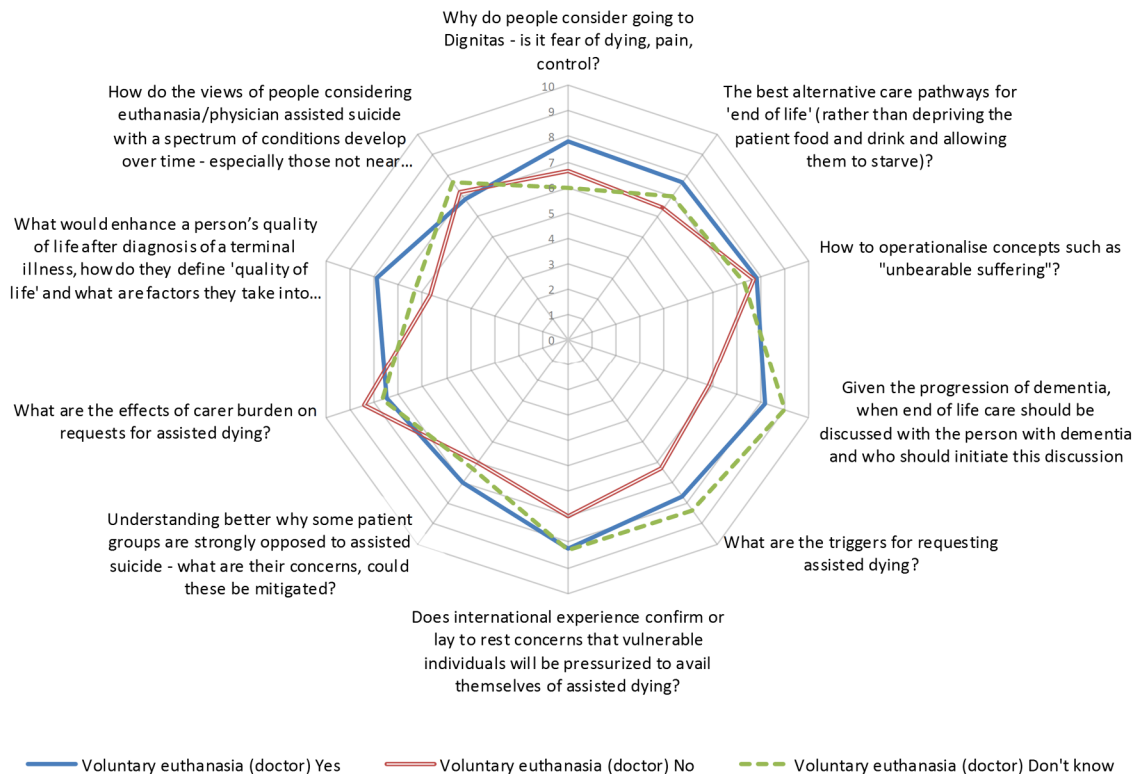 Why do people consider going to
Dignitas - is it fear of dying, pain,
control?
How do the views of people considering
euthanasia/physician assisted suicide
with a spectrum of conditions develop
over time - especially those not near...
The best alternative care pathways for
'end of life' (rather than depriving the
patient food and drink and allowing
them to starve)?
What would enhance a person's quality
of life after diagnosis of a terminal
illness, how do they define 'quality of
life' and what are factors they take into...
How to operationalise concepts such as
"unbearable suffering"?
What are the effects of carer burden on
requests for assisted dying?
Given the progression of dementia,
when end of life care should be
discussed with the person with dementia
and who should initiate this discussion
Understanding better why some patient
groups are strongly opposed to assisted
suicide - what are their concerns, could
these be mitigated?
What are the triggers for requesting
assisted dying?
Does international experience confirm or
lay to rest concerns that vulnerable
individuals will be pressurized to avail
themselves of assisted dying?
10
9
8
7
6
5
4
3
2
1
0
Voluntary euthanasia (doctor) Yes
Voluntary euthanasia (doctor) No
Voluntary euthanasia (doctor) Don't know